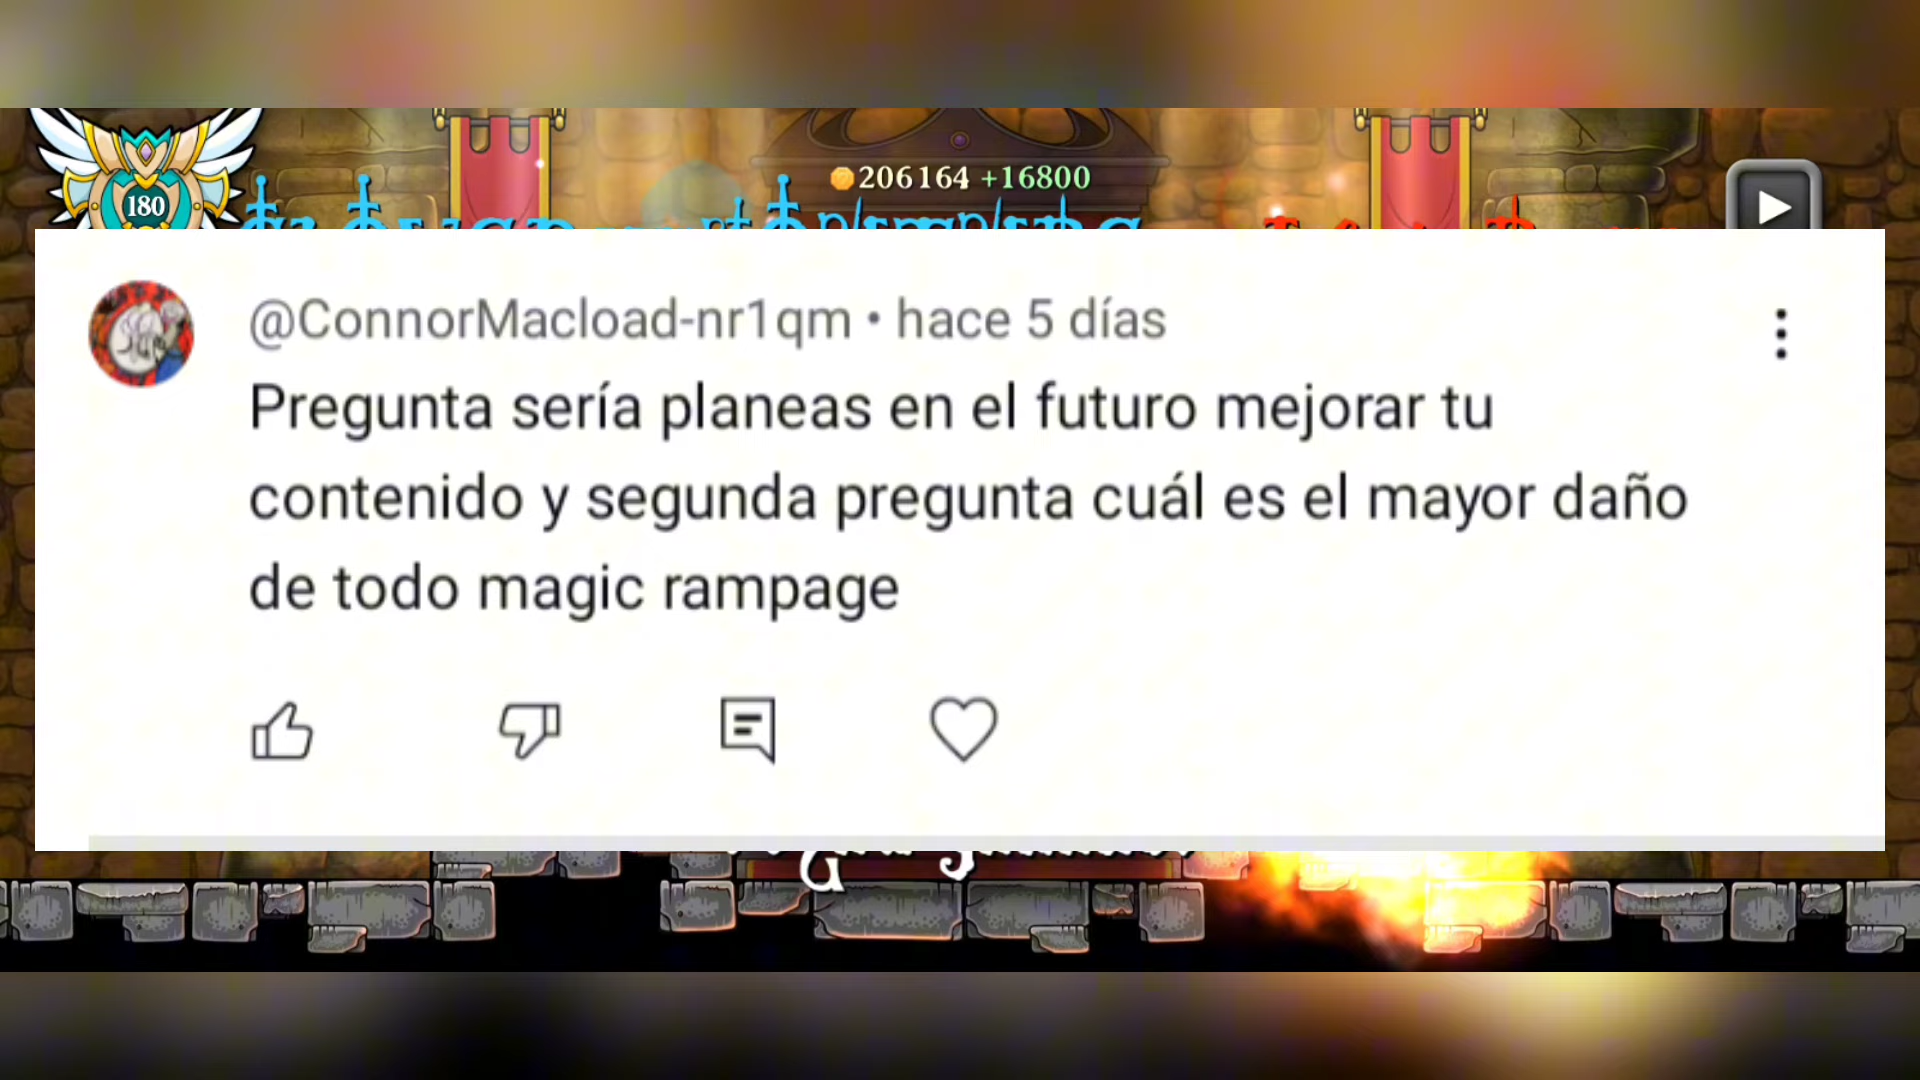 206164 +16800
180
@ConnorMacload-nr1qm • hace 5 días
Pregunta sería planeas en el futuro mejorar tu
contenido y segunda pregunta cuál es el mayor daño
de todo magic rampage